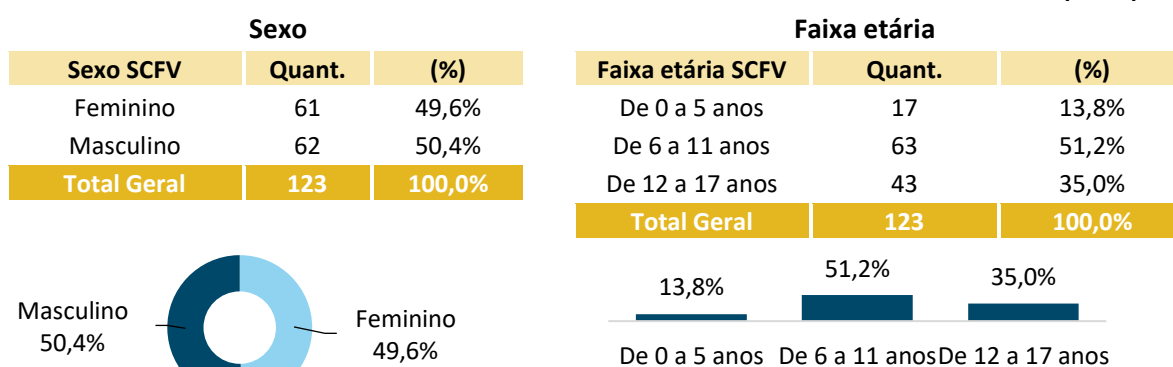 Sexo
Sexo SCFV Quant. (%)
Feminino 61 49,6%
Masculino 62 50,4%
Total Geral 123 100,0%
Masculino
50,4%
Feminino
49,6%
Faixa etária
Faixa etária SCFV Quant. (%)
De 0 a 5 anos 17 13,8%
De 6 a 11 anos 63 51,2%
De 12 a 17 anos 43 35,0%
Total Geral 123 100,0%
13,8% 51,2% 35,0%
De 0 a 5 anos De 6 a 11 anos De 12 a 17 anos